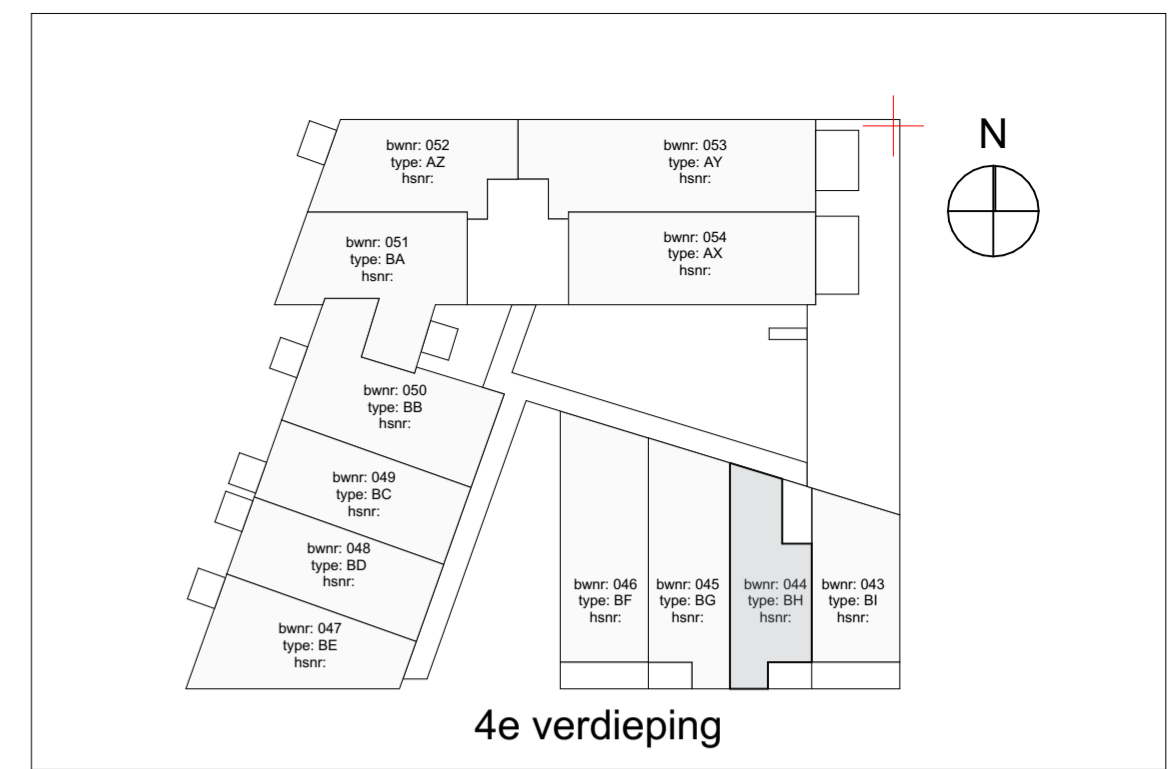 N
bwnr: 052
type: AZ
hsnr:
bwnr: 053
type: AY
hsnr:
bwnr: 051
type: BA
hsnr:
bwnr: 054
type: AX
hsnr:
bwnr: 050
type: BB
hsnr:
bwnr: 049
type: BC
hsnr:
bwnr: 048
type: BD
hsnr:
bwnr: 047
type: BE
hsnr:
bwnr: 046
type: BF
hsnr:
bwnr: 045
type: BG
hsnr:
bwnr: 044
type: BH
hsnr:
bwnr: 043
type: BI
hsnr:
4e verdieping